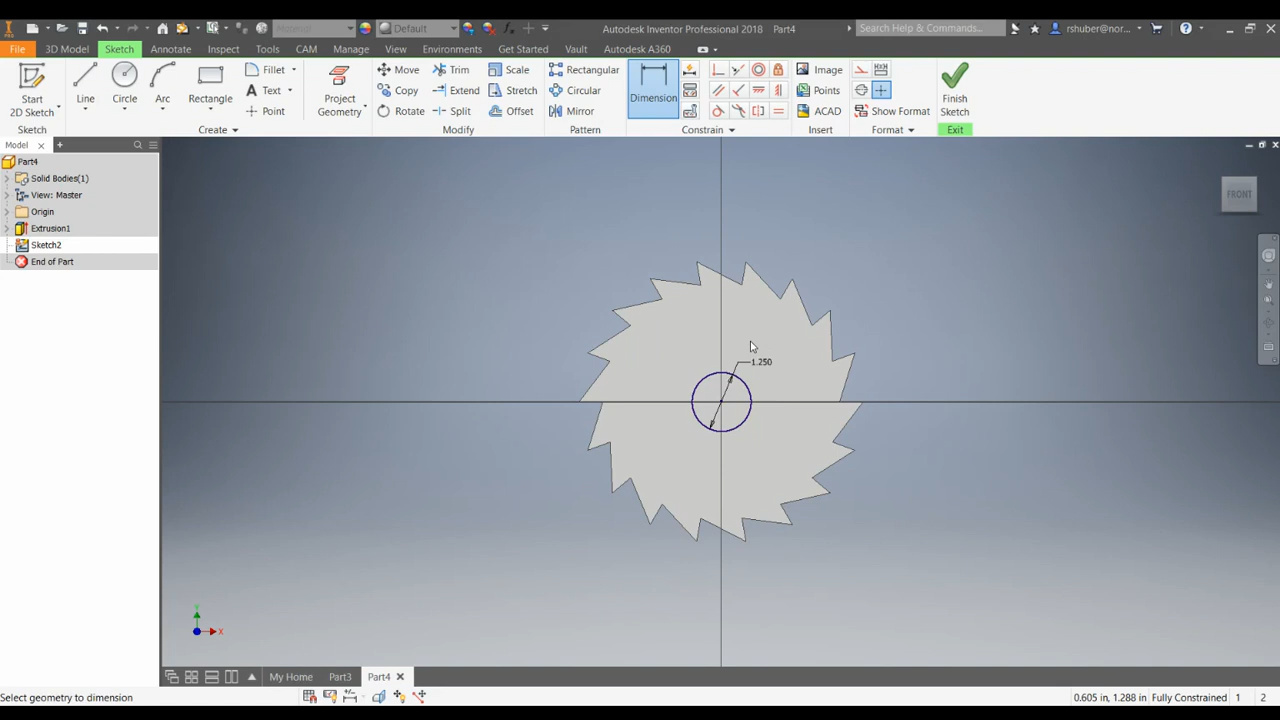 Material
Default
Autodesk Inventor Professional 2018 Part4
Search Help & Commands...
rshuber@nor...
File 3D Model Sketch Annotate Inspect Tools CAM Manage View Environments Get Started Vault Autodesk A360
Start
2D Sketch
Line
Circle
Arc
Rectangle
Fillet
Text
Point
Project
Geometry
Move Trim Scale
Copy Extend Stretch
Rotate Split Offset
Rectangular
Circular
Mirror
Dimension
Image
Points
ACAD
Show Format
Finish
Sketch
Sketch Create Modify Pattern Constrain Insert Format Exit
Model
Part4
Solid Bodies(1)
View: Master
Origin
Extrusion1
Sketch2
End of Part
FRONT
1.250
Y
X
My Home Part3 Part4
Select geometry to dimension
0.605 in, 1.288 in Fully Constrained 1 2